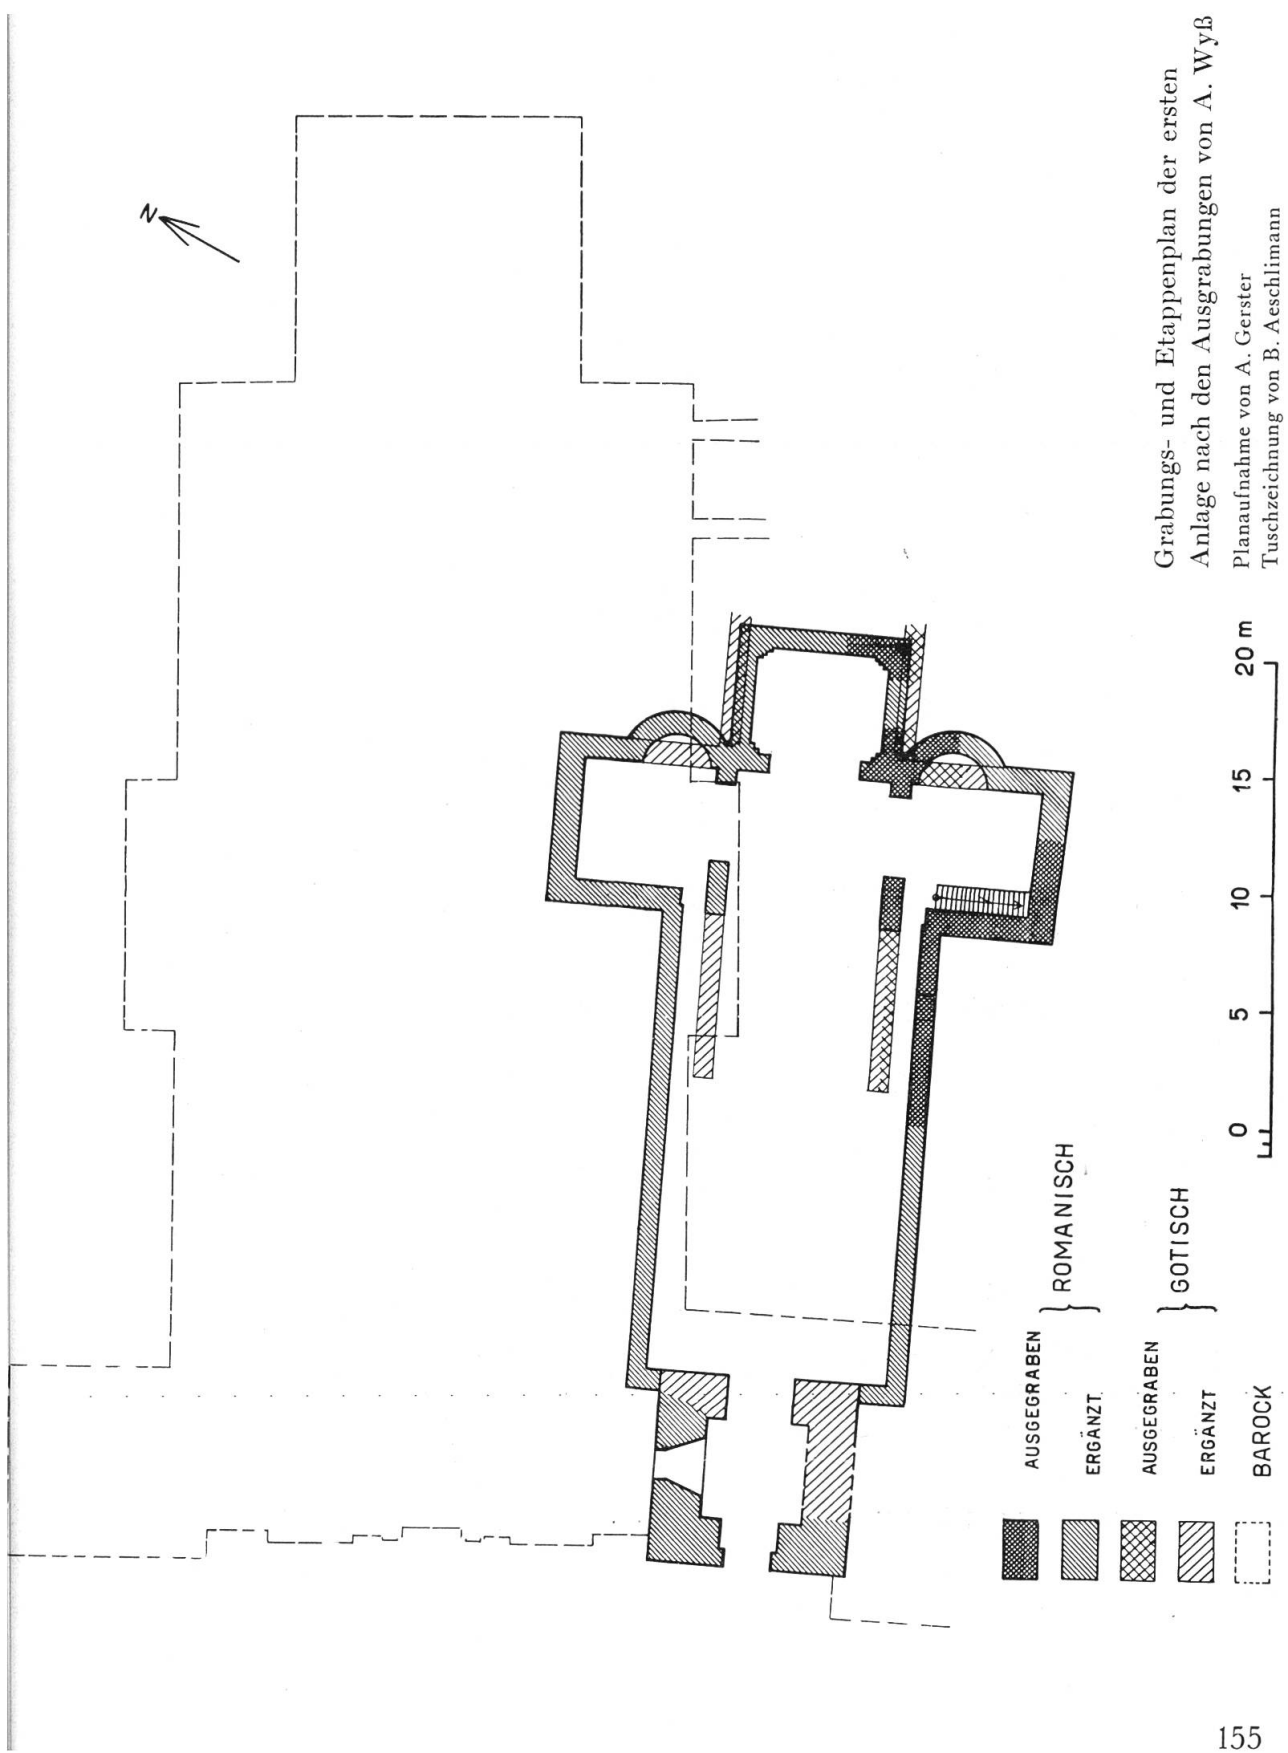 N
Grabungs- und Etappenplan der ersten
Anlage nach den Ausgrabungen von A. Wyß
Planaufnahme von A. Gerster
Tuschzeichnung von B. Aeschlimann
0 5 10 15 20 m
AUSGEGRABEN
ERGÄNZT
} ROMANISCH
AUSGEGRABEN
ERGÄNZT
} GOTISCH
BAROCK
155